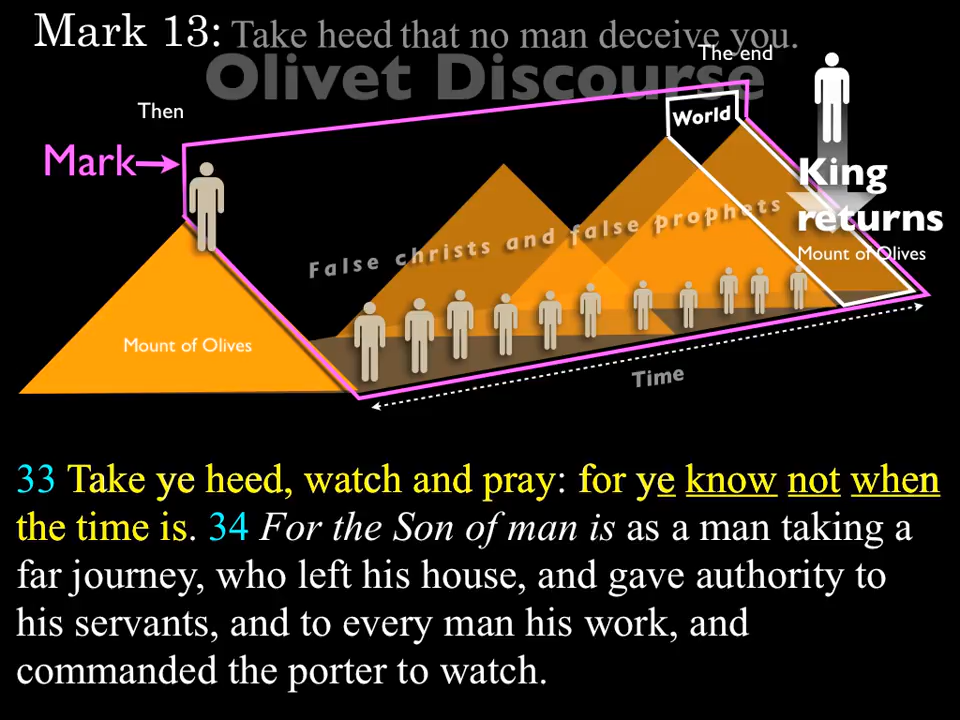 Mark 13: Take heed that no man deceive you.
Olivet Discourse
The end
Then
World
Mark
King
returns
False christs and false prophets
Mount of Olives
Mount of Olives
Time
33 Take ye heed, watch and pray: for ye know not when
the time is. 34 For the Son of man is as a man taking a
far journey, who left his house, and gave authority to
his servants, and to every man his work, and
commanded the porter to watch.